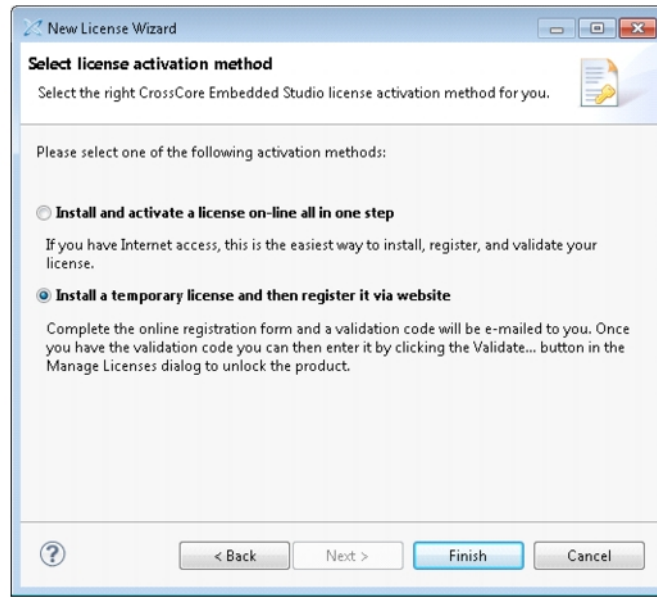 New License Wizard
Select license activation method
Select the right CrossCore Embedded Studio license activation method for you.
Please select one of the following activation methods:
Install and activate a license on-line all in one step
If you have Internet access, this is the easiest way to install, register, and validate your
license.
Install a temporary license and then register it via website
Complete the online registration form and a validation code will be e-mailed to you. Once
you have the validation code you can then enter it by clicking the Validate... button in the
Manage Licenses dialog to unlock the product.
? < Back Next > Finish Cancel